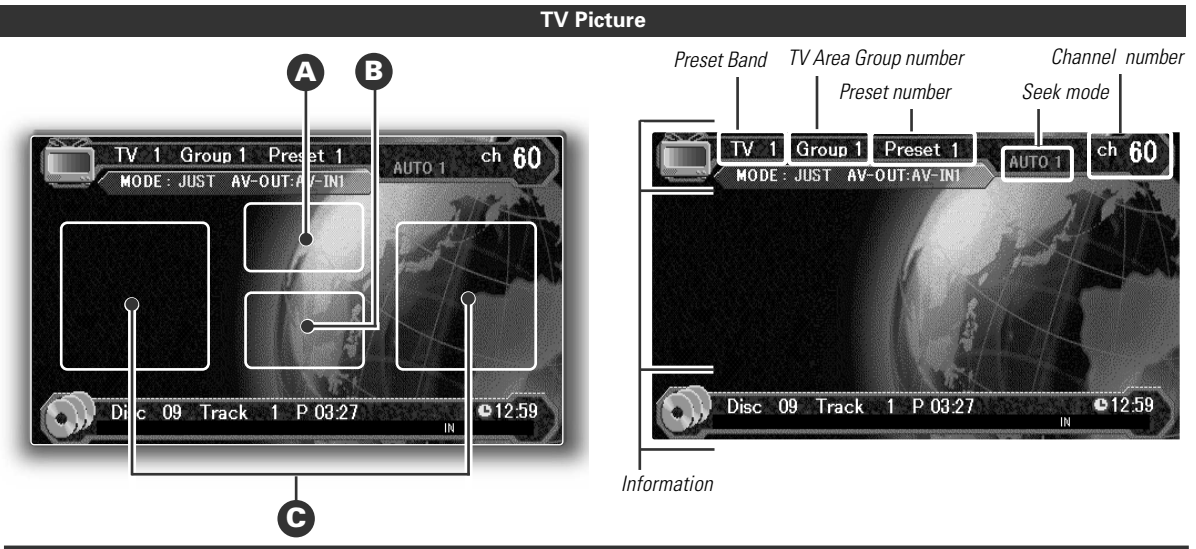 TV Picture
A
B
TV 1 Group 1 Preset 1
AUTO 1
ch 60
MODE : JUST AV-OUT:AV-IN1
Disc 09 Track 1 P 03:27
12:59
IN
C
Preset Band
TV Area Group number
Channel number
Preset number
Seek mode
TV 1 Group 1 Preset 1
AUTO 1
ch 60
MODE : JUST AV-OUT:AV-IN1
Disc 09 Track 1 P 03:27
12:59
IN
Information